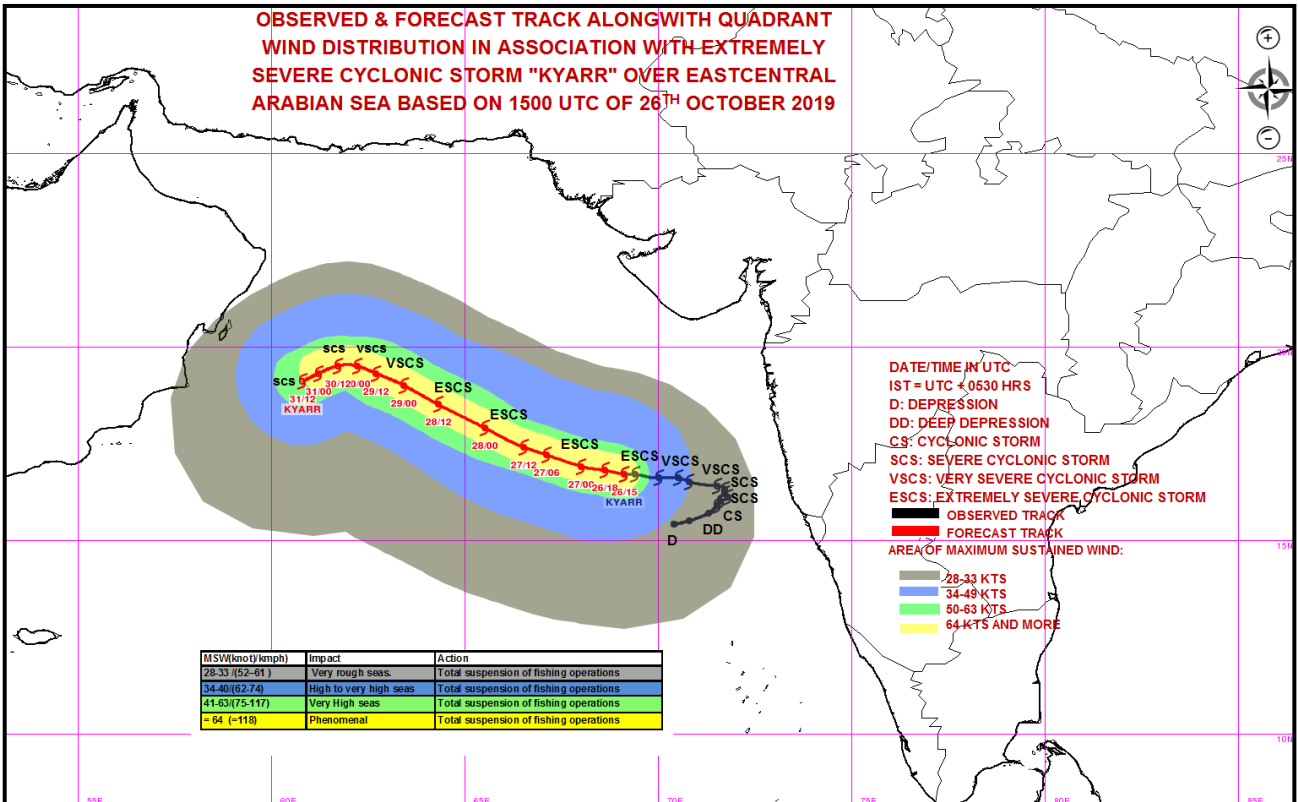 OBSERVED & FORECAST TRACK ALONGWITH QUADRANT
WIND DISTRIBUTION IN ASSOCIATION WITH EXTREMELY
SEVERE CYCLONIC STORM "KYARR" OVER EASTCENTRAL
ARABIAN SEA BASED ON 1500 UTC OF 26TH OCTOBER 2019
+
−
25N
20N
15N
10N
scs
scs
vscs
VSCS
ESCS
ESCS
ESCS
ESCS
VSCS
VSCS
SCS
SCS
CS
DD
D
31/12
31/00
30/12
0/00
29/12
29/00
28/12
28/00
27/12
27/06
27/00
26/18
26/15
KYARR
KYARR
DATE/TIME IN UTC
IST = UTC + 0530 HRS
D: DEPRESSION
DD: DEEP DEPRESSION
CS: CYCLONIC STORM
SCS: SEVERE CYCLONIC STORM
VSCS: VERY SEVERE CYCLONIC STORM
ESCS: EXTREMELY SEVERE CYCLONIC STORM
OBSERVED TRACK
FORECAST TRACK
AREA OF MAXIMUM SUSTAINED WIND:
28-33 KTS
34-49 KTS
50-63 KTS
64 KTS AND MORE
MSW(knot)/kmph) Impact Action
28-33 /(52–61 ) Very rough seas. Total suspension of fishing operations
34-40/(62-74) High to very high seas Total suspension of fishing operations
41-63/(75-117) Very High seas Total suspension of fishing operations
= 64 (=118) Phenomenal Total suspension of fishing operations
55E 60E 65E 70E 75E 80E 85E